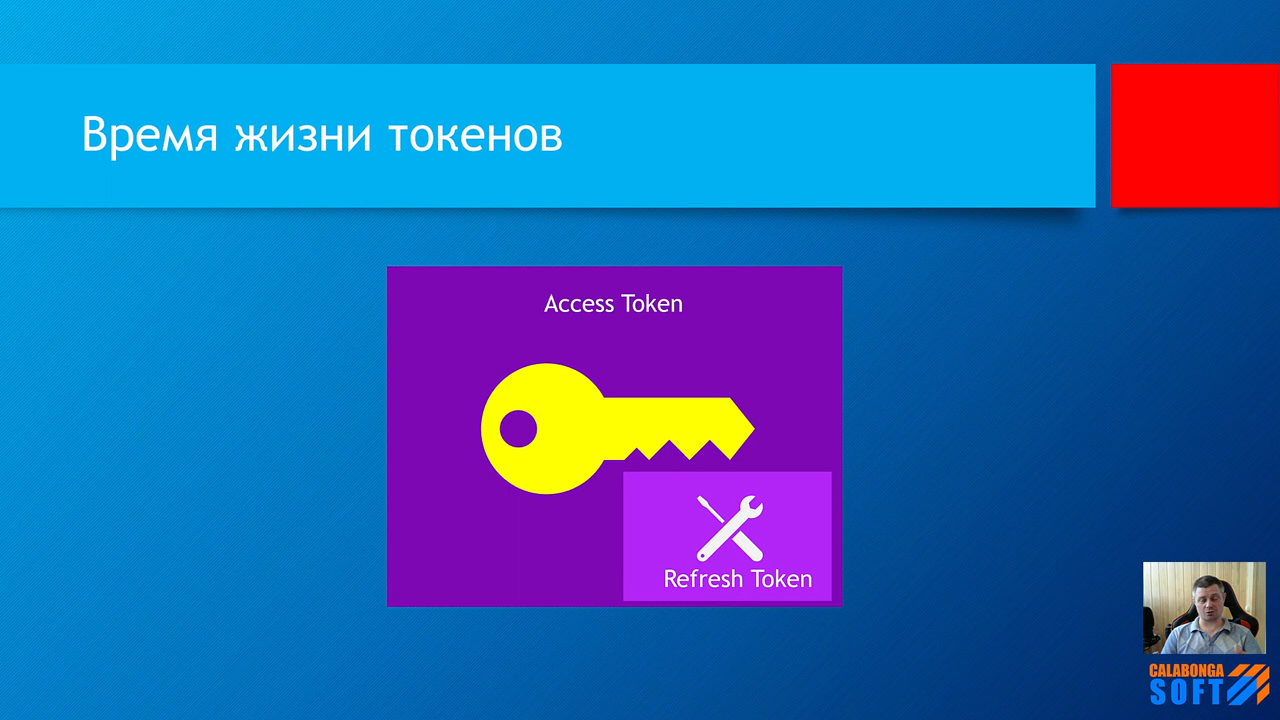 Время жизни токенов
Access Token
Refresh Token
CALABONGA
SOFT